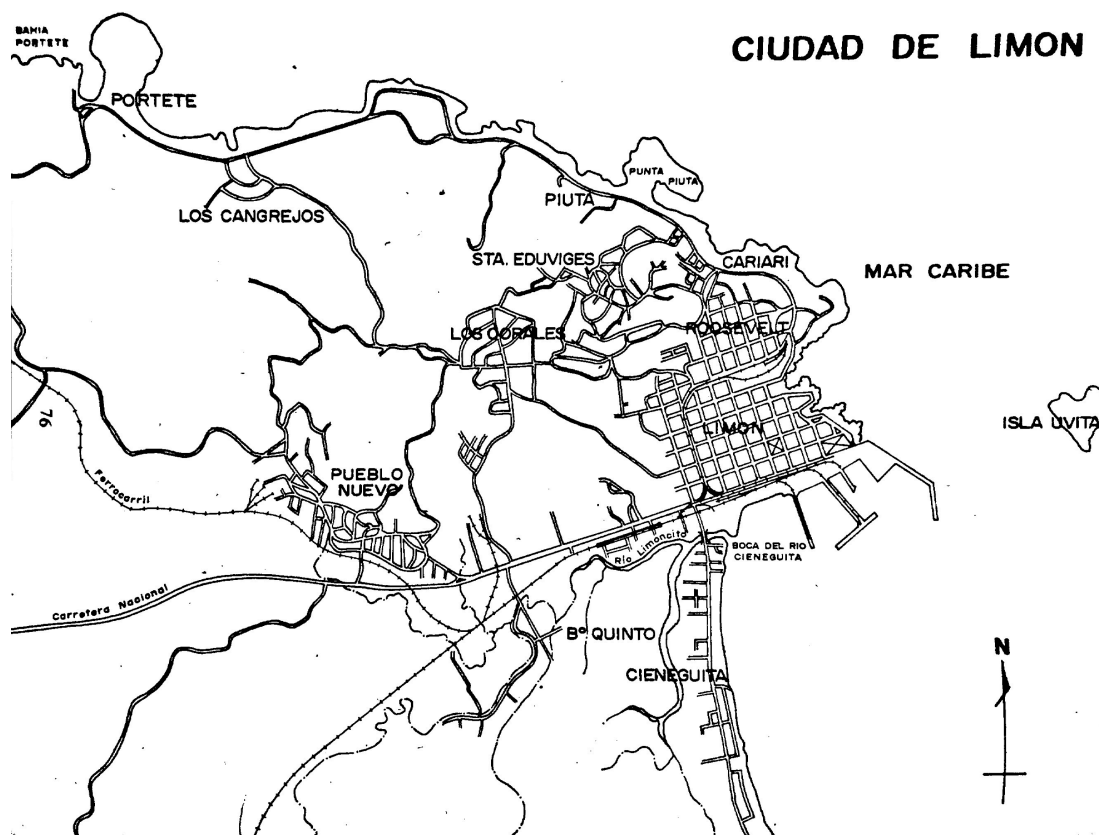 BAHIA
PORTETE
CIUDAD DE LIMON
PORTETE
PUNTA
PIUTA
PIUTA
LOS CANGREJOS
STA. EDUVIGES
CARIARI
MAR CARIBE
LOS CORALES
ROOSEVELT
76
ISLA UVITA
LIMON
PUEBLO
NUEVO
Ferrocarril
Río Limoncito
BOCA DEL RIO
CIENEGUITA
Carretera Nacional
Bº QUINTO
N
CIENEGUITA